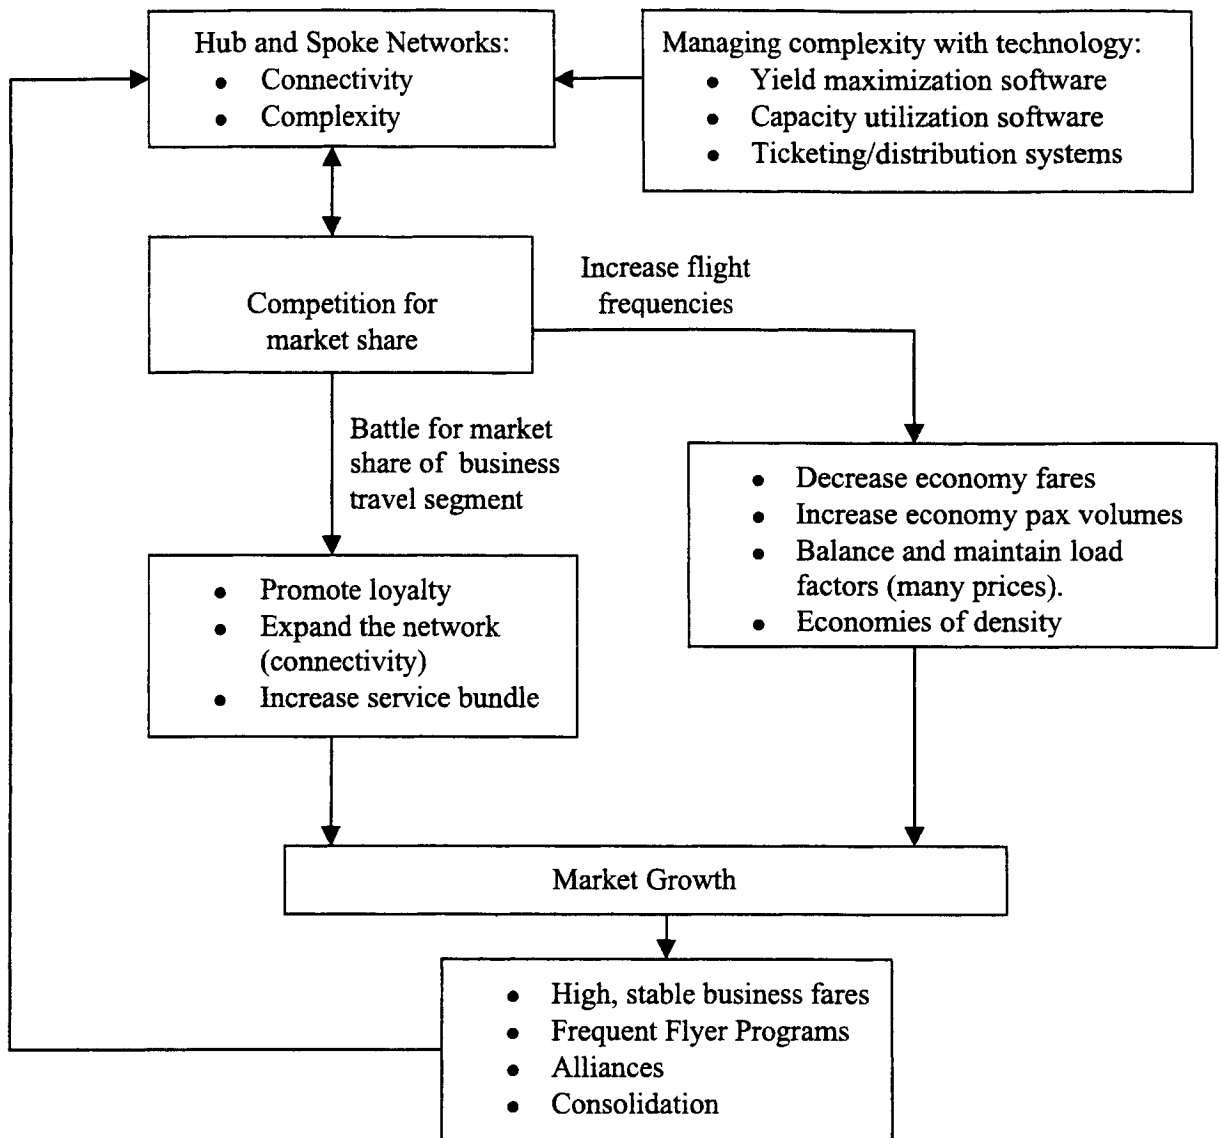 Hub and Spoke Networks:
• Connectivity
• Complexity
Managing complexity with technology:
• Yield maximization software
• Capacity utilization software
• Ticketing/distribution systems
Competition for
market share
Increase flight
frequencies
Battle for market
share of business
travel segment
• Decrease economy fares
• Increase economy pax volumes
• Balance and maintain load
factors (many prices).
• Economies of density
• Promote loyalty
• Expand the network
(connectivity)
• Increase service bundle
Market Growth
• High, stable business fares
• Frequent Flyer Programs
• Alliances
• Consolidation